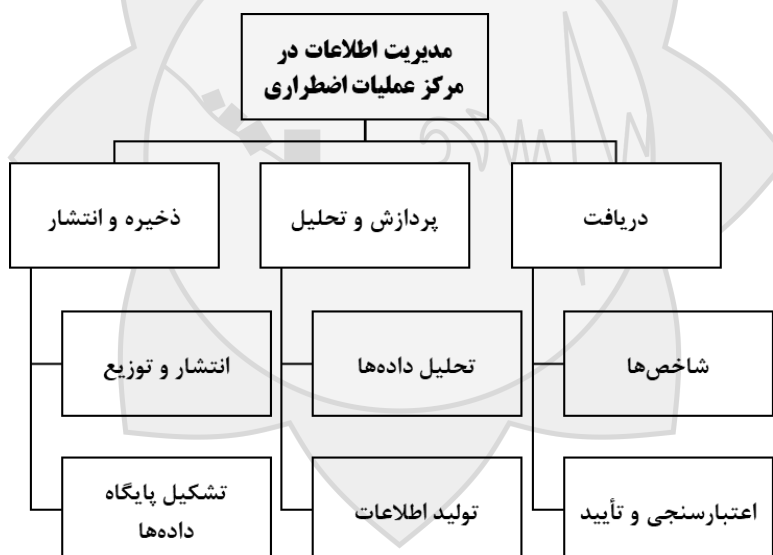 مدیریت اطلاعات در
مرکز عملیات اضطراری
دریافت
پردازش و تحلیل
ذخیره و انتشار
شاخص‌ها
تحلیل داده‌ها
انتشار و توزیع
اعتبارسنجی و تأیید
تولید اطلاعات
تشکیل پایگاه
داده‌ها